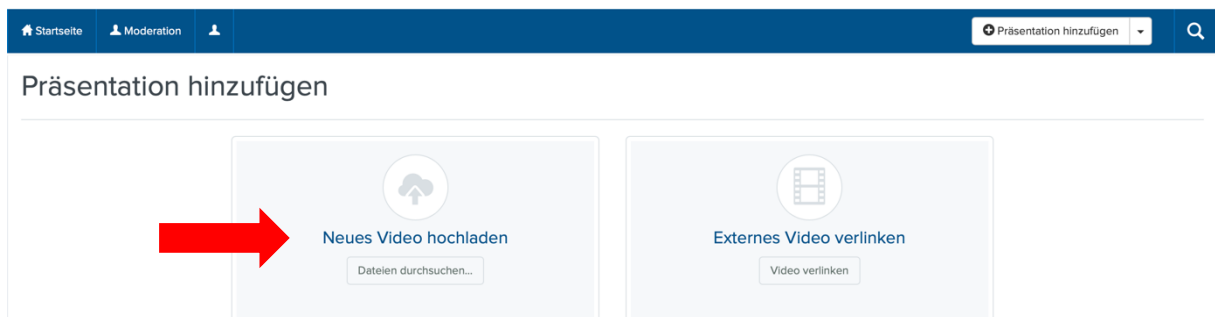 Startseite Moderation Präsentation hinzufügen
Präsentation hinzufügen
Neues Video hochladen Externes Video verlinken
Dateien durchsuchen... Video verlinken